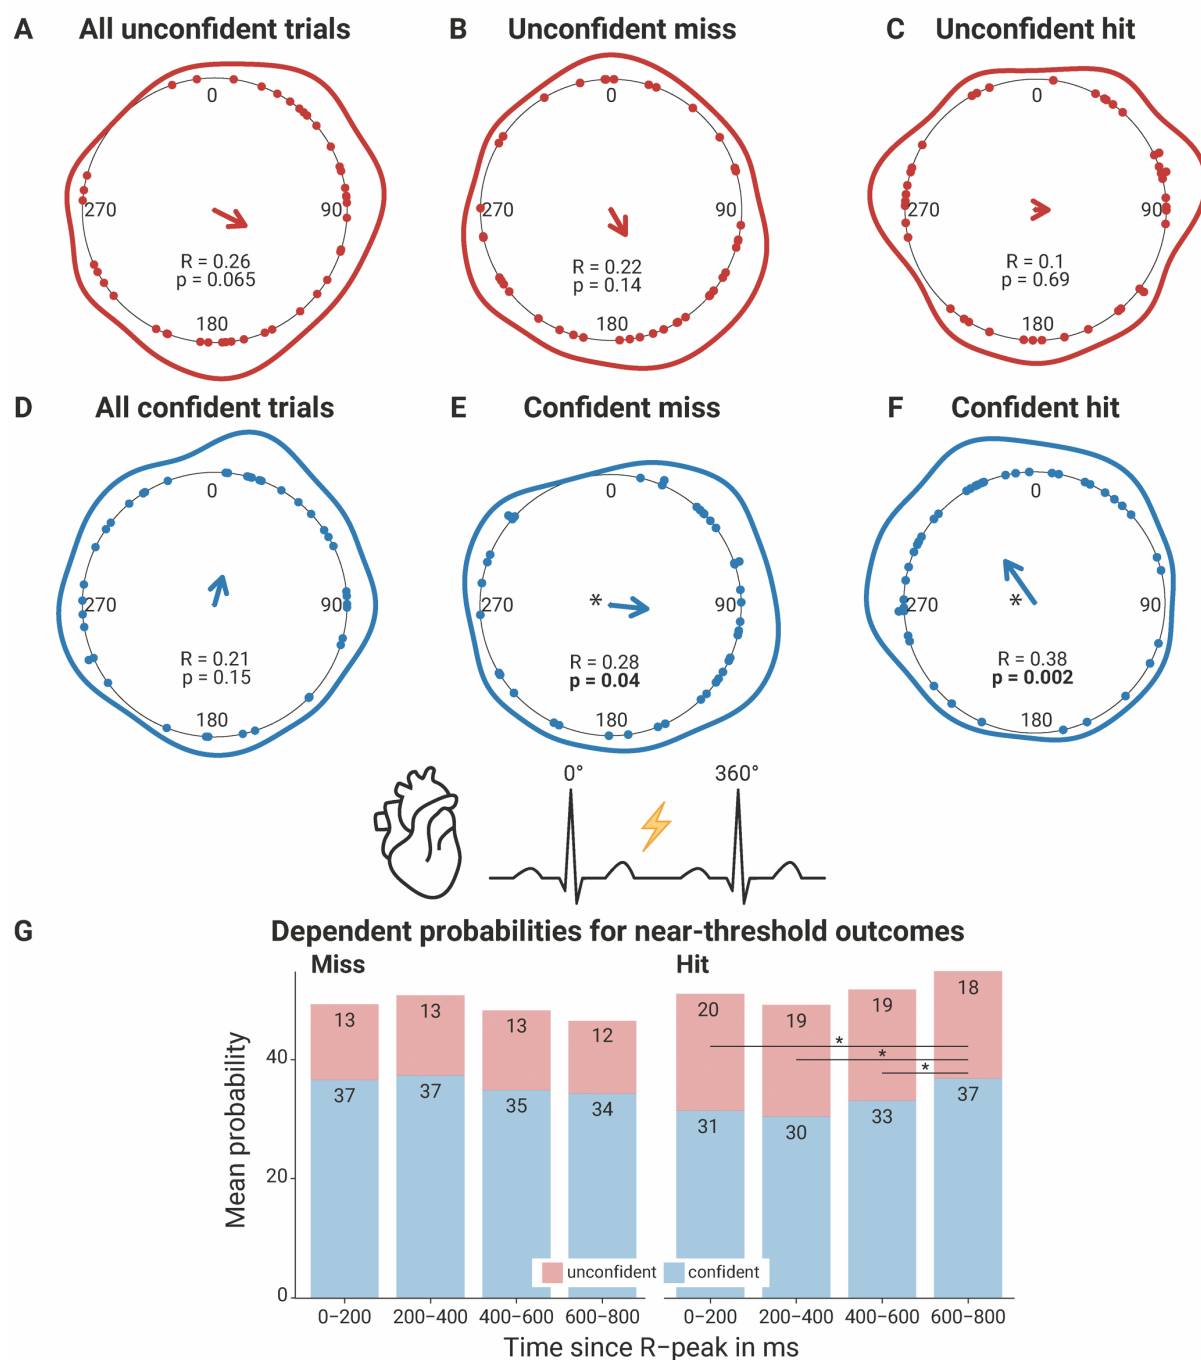 A All unconfident trials
B Unconfident miss
C Unconfident hit
0
90
180
270
R = 0.26
p = 0.065
0
90
180
270
R = 0.22
p = 0.14
0
90
180
270
R = 0.1
p = 0.69
D All confident trials
E Confident miss
F Confident hit
0
90
180
270
R = 0.21
p = 0.15
0
90
180
270
*
R = 0.28
p = 0.04
0
90
180
270
*
R = 0.38
p = 0.002
0° 360°
G Dependent probabilities for near-threshold outcomes
Miss Hit
Mean probability
40
20
0
13 13 13 12
37 37 35 34
20 19 19 18
*
*
*
31 30 33 37
unconfident confident
0−200 200−400 400−600 600−800 0−200 200−400 400−600 600−800
Time since R−peak in ms